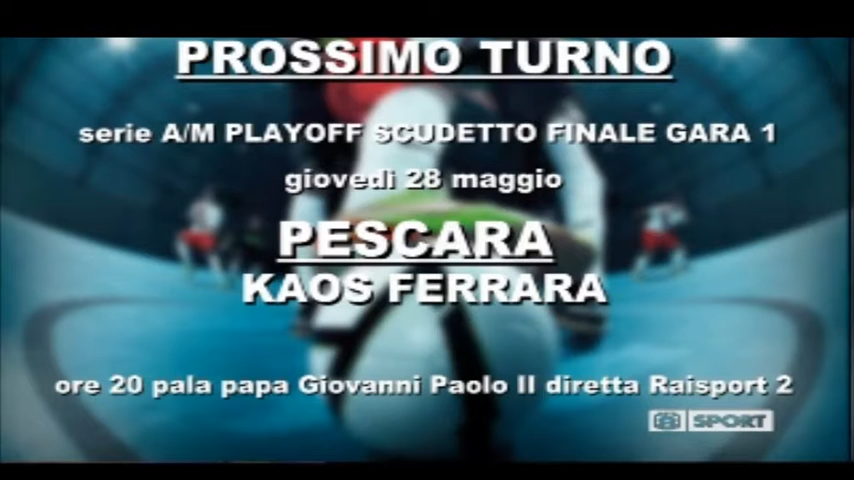 PROSSIMO TURNO
serie A/M PLAYOFF SCUDETTO FINALE GARA 1
giovedì 28 maggio
PESCARA
KAOS FERRARA
ore 20 pala papa Giovanni Paolo II diretta Raisport 2
SPORT